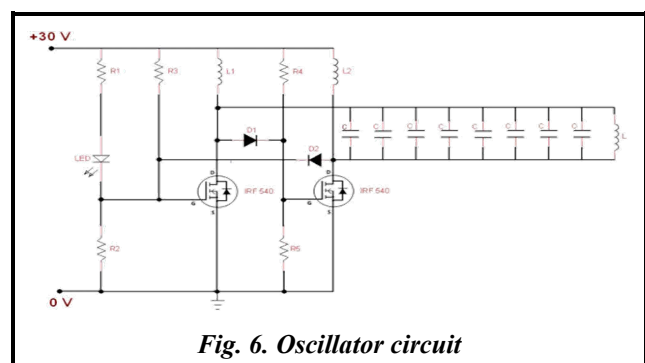 +30 V
R1
R3
L1
R4
L2
C C C C C C C C
L
D1
D2
LED
D
D
IRF 540
IRF 540
G
G
S
S
R2
R5
0 V
Fig. 6. Oscillator circuit